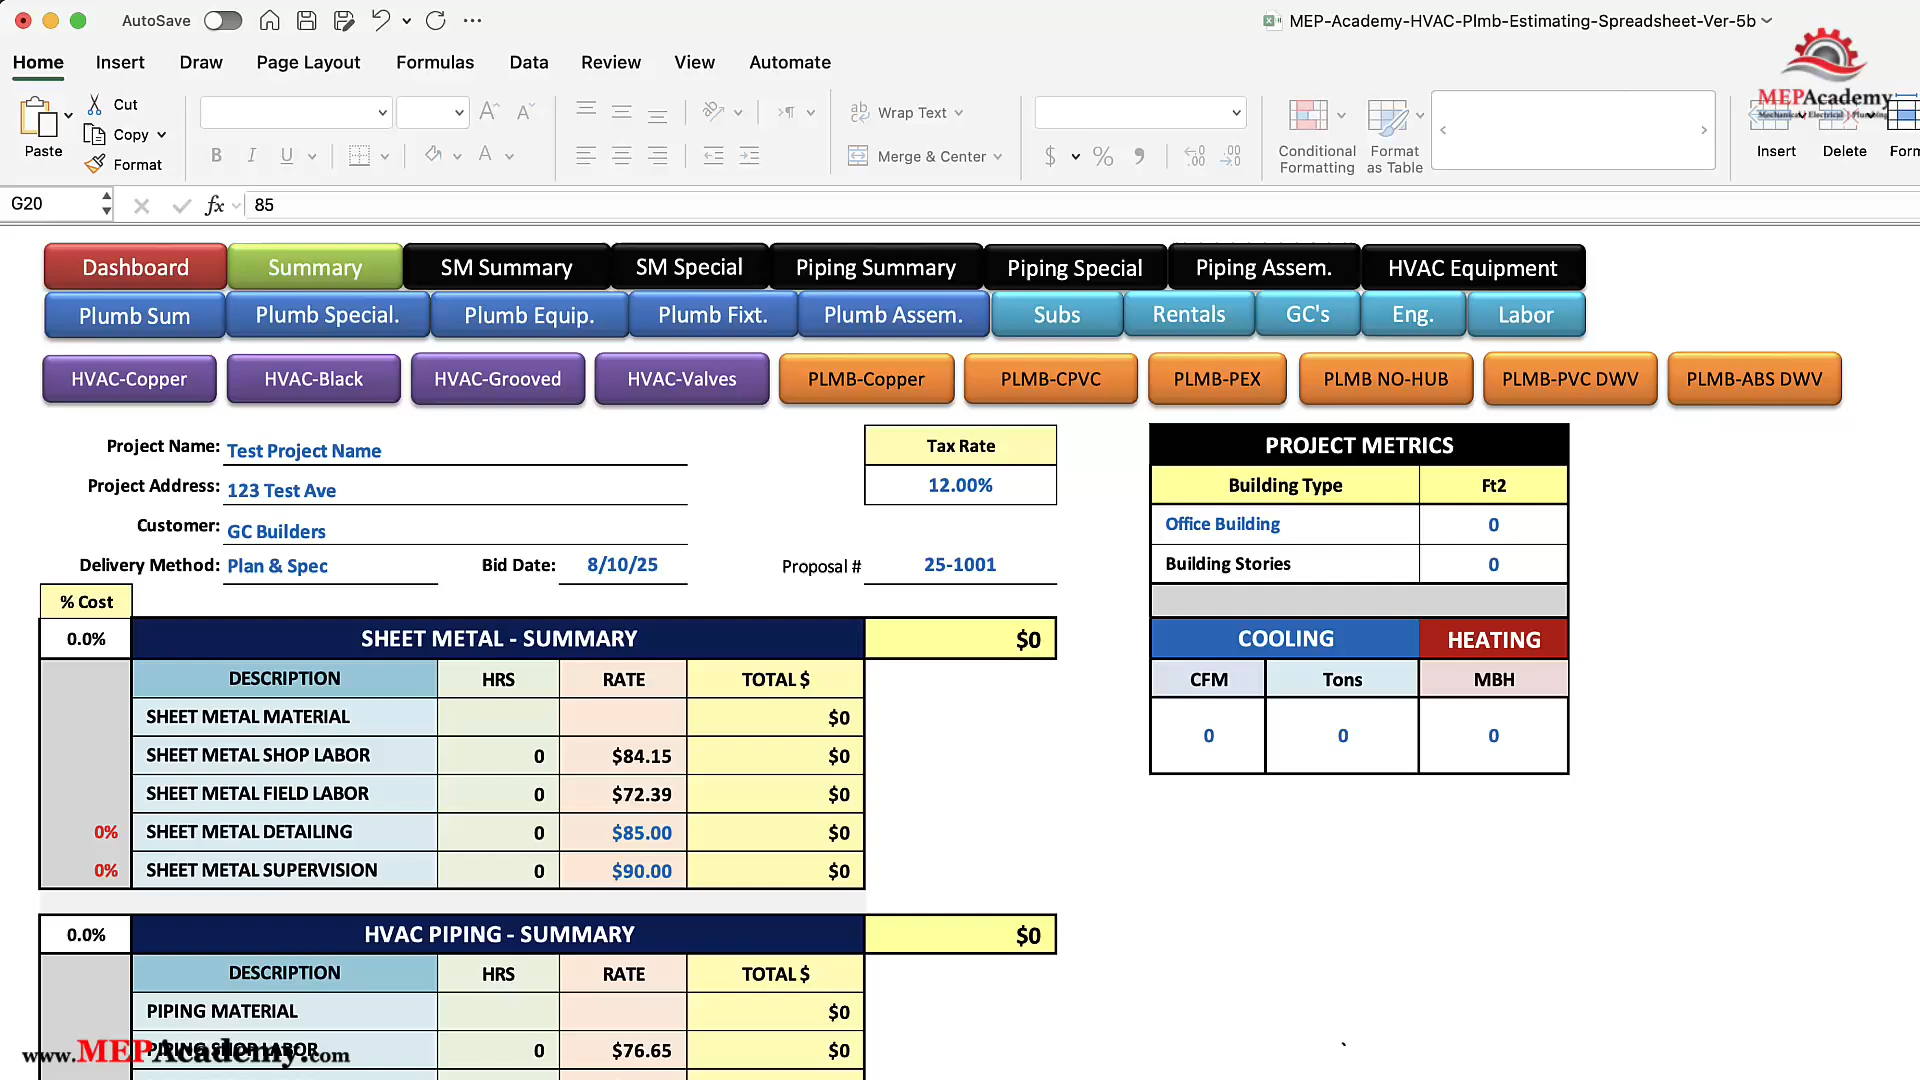 AutoSave
MEP-Academy-HVAC-Plmb-Estimating-Spreadsheet-Ver-5b
Home Insert Draw Page Layout Formulas Data Review View Automate
MEPAcademy
Mechanical Electrical Plumbing
Paste
Cut
Copy
Format
B I U
Wrap Text
Merge & Center
$ % 9
Conditional Formatting
Format as Table
Insert
Delete
Form
G20
fx
85
Dashboard Summary SM Summary SM Special Piping Summary Piping Special Piping Assem. HVAC Equipment
Plumb Sum Plumb Special. Plumb Equip. Plumb Fixt. Plumb Assem. Subs Rentals GC's Eng. Labor
HVAC-Copper HVAC-Black HVAC-Grooved HVAC-Valves PLMB-Copper PLMB-CPVC PLMB-PEX PLMB NO-HUB PLMB-PVC DWV PLMB-ABS DWV
Project Name: Test Project Name
Project Address: 123 Test Ave
Customer: GC Builders
Delivery Method: Plan & Spec Bid Date: 8/10/25 Proposal # 25-1001
Tax Rate
12.00%
PROJECT METRICS
Building Type Ft2
Office Building 0
Building Stories 0
COOLING HEATING
CFM Tons MBH
0 0 0
% Cost
0.0% SHEET METAL - SUMMARY $0
DESCRIPTION HRS RATE TOTAL $
SHEET METAL MATERIAL $0
SHEET METAL SHOP LABOR 0 $84.15 $0
SHEET METAL FIELD LABOR 0 $72.39 $0
0% SHEET METAL DETAILING 0 $85.00 $0
0% SHEET METAL SUPERVISION 0 $90.00 $0
0.0% HVAC PIPING - SUMMARY $0
DESCRIPTION HRS RATE TOTAL $
PIPING MATERIAL $0
PIPING SHOP LABOR 0 $76.65 $0
www.MEPAcademy.com